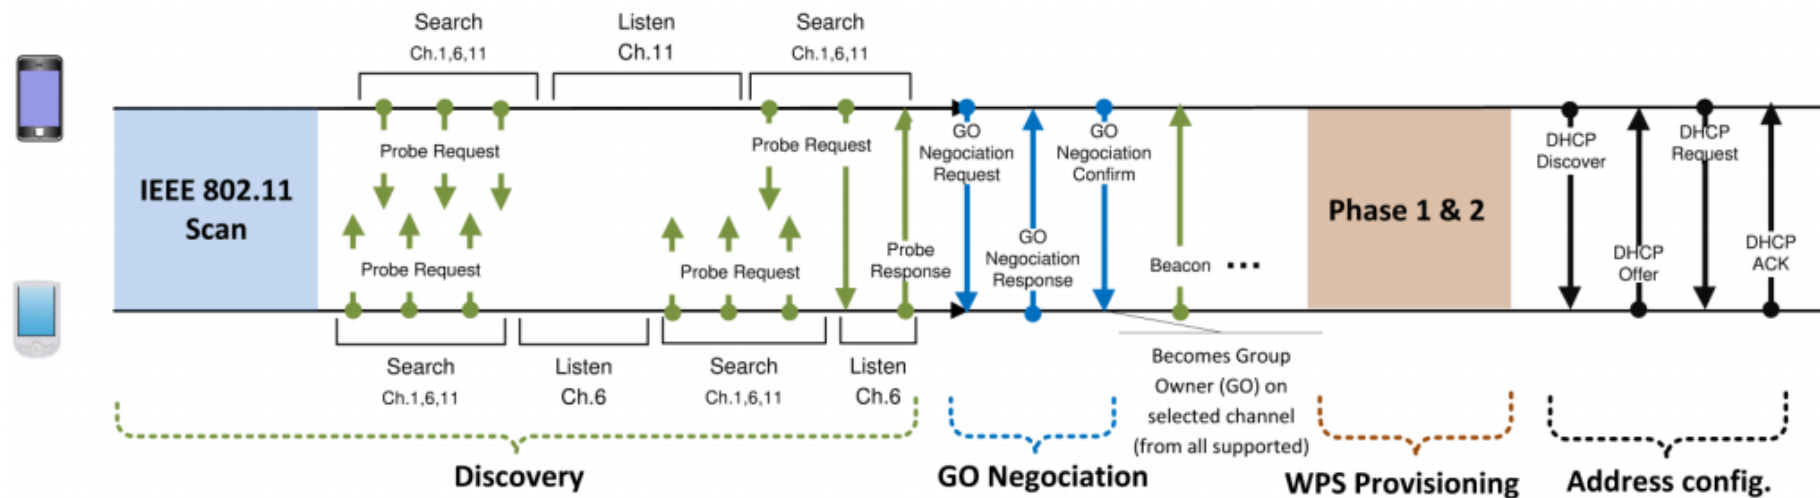 Search
Ch.1,6,11
Listen
Ch.11
Search
Ch.1,6,11
IEEE 802.11
Scan
Probe Request
Probe Request
Probe Request
Probe Request
Probe
Response
GO
Negociation
Request
GO
Negociation
Response
GO
Negociation
Confirm
Beacon ...
Phase 1 & 2
DHCP
Discover
DHCP
Offer
DHCP
Request
DHCP
ACK
Search
Ch.1,6,11
Listen
Ch.6
Search
Ch.1,6,11
Listen
Ch.6
Becomes Group
Owner (GO) on
selected channel
(from all supported)
Discovery
GO Negociation
WPS Provisioning
Address config.